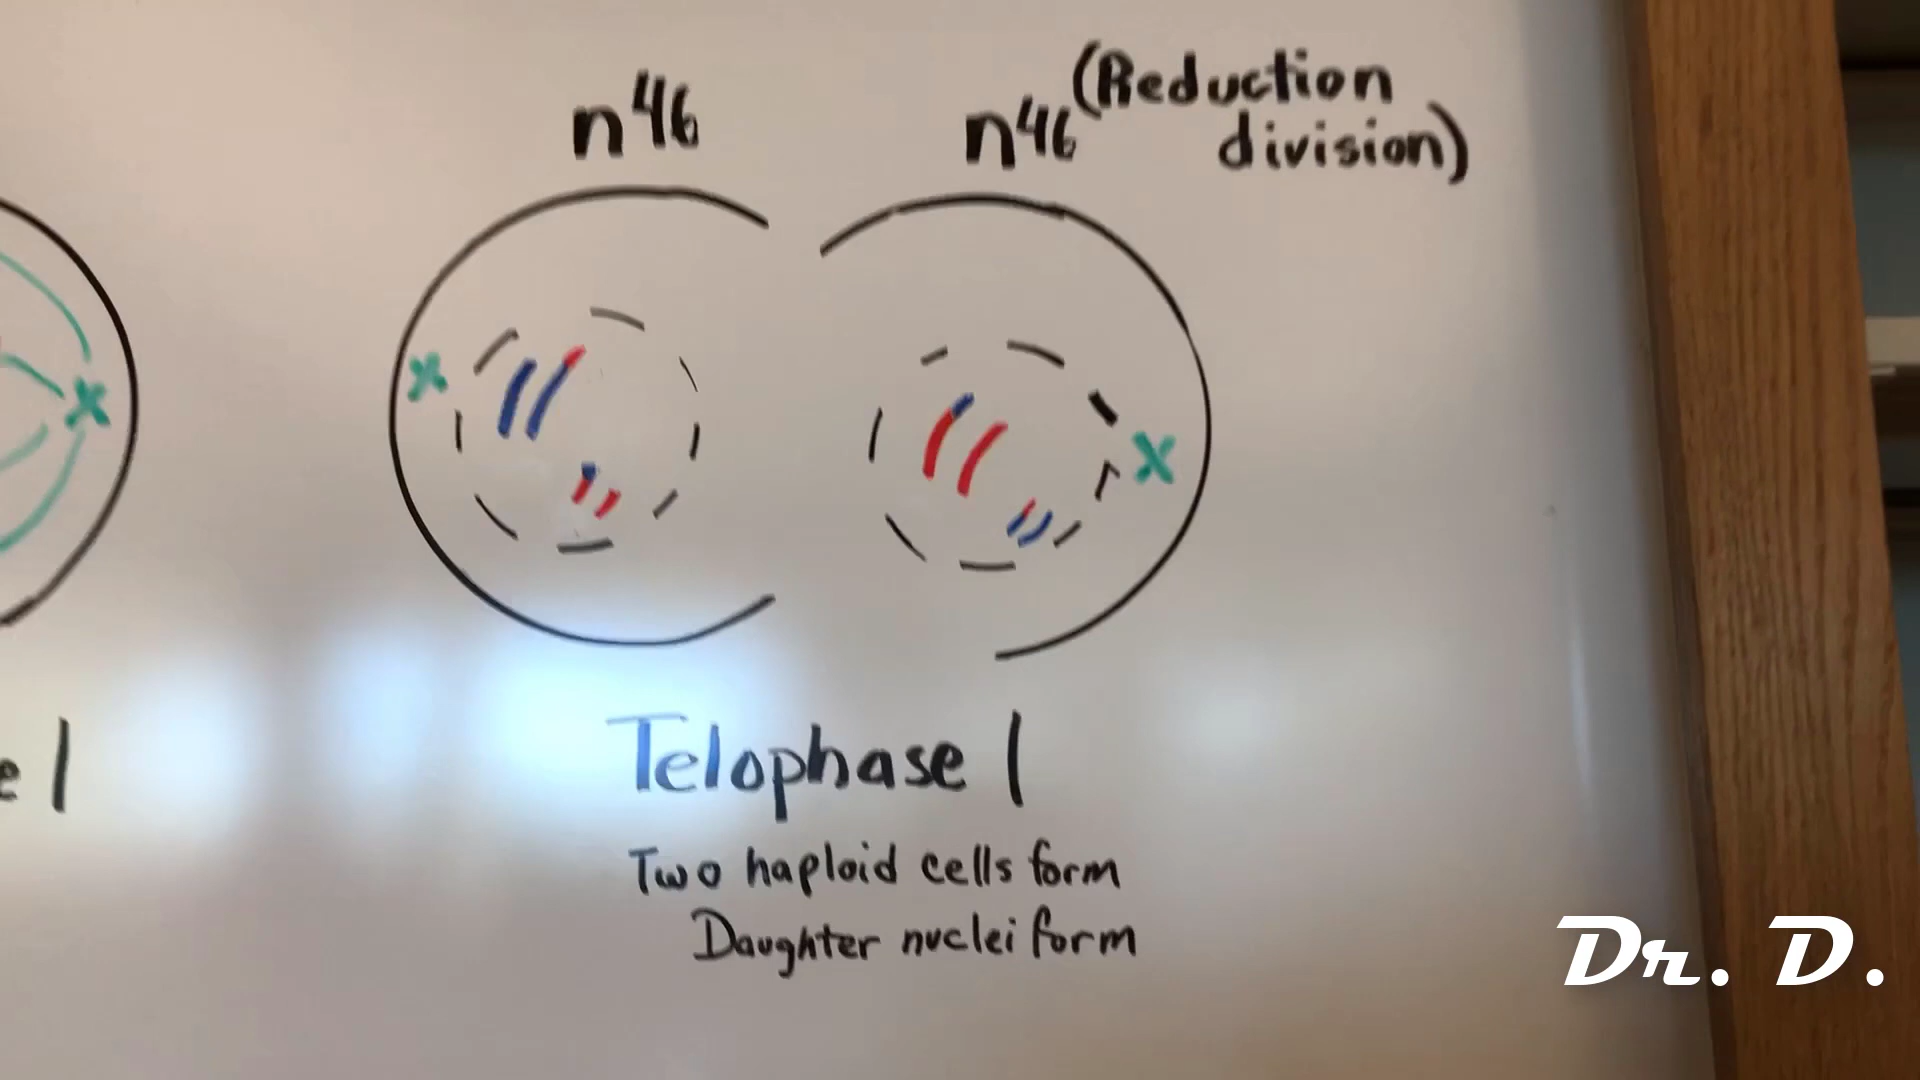 n46 n46 (Reduction
division)
e 1
Telophase 1
Two haploid cells form
Daughter nuclei form
Dr. D.